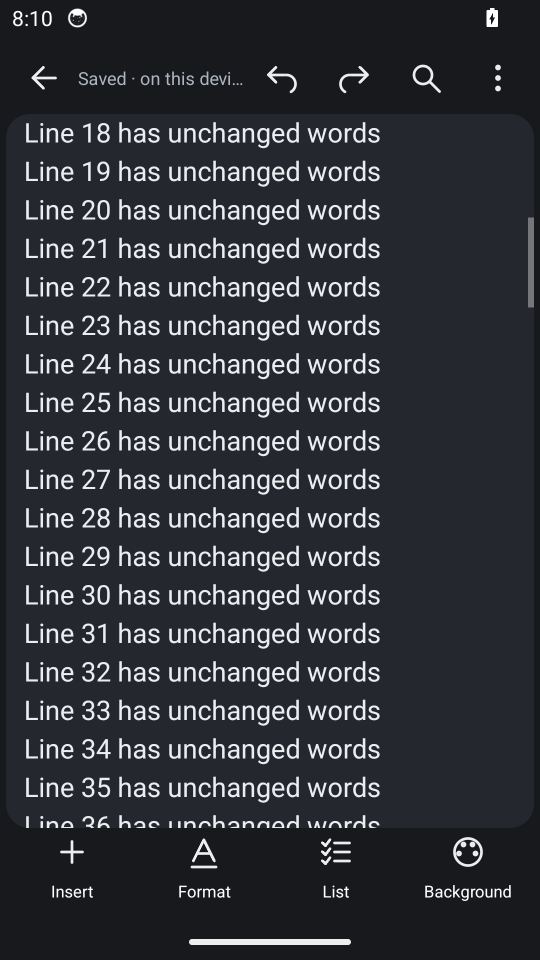 8:10
Saved · on this devi...
Line 18 has unchanged words
Line 19 has unchanged words
Line 20 has unchanged words
Line 21 has unchanged words
Line 22 has unchanged words
Line 23 has unchanged words
Line 24 has unchanged words
Line 25 has unchanged words
Line 26 has unchanged words
Line 27 has unchanged words
Line 28 has unchanged words
Line 29 has unchanged words
Line 30 has unchanged words
Line 31 has unchanged words
Line 32 has unchanged words
Line 33 has unchanged words
Line 34 has unchanged words
Line 35 has unchanged words
Line 36 has unchanged words
Insert
Format
List
Background